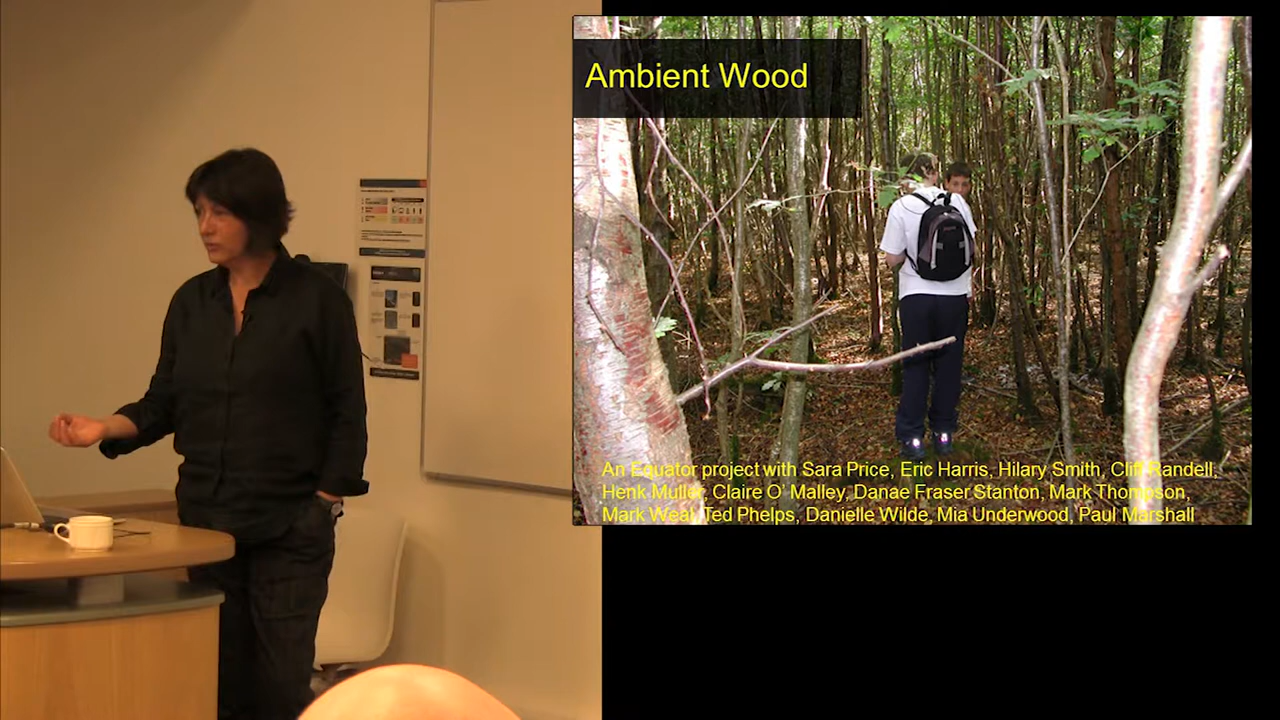 Ambient Wood
An Equator project with Sara Price, Eric Harris, Hilary Smith, Cliff Randell,
Henk Muller, Claire O' Malley, Danae Fraser Stanton, Mark Thompson,
Mark Weal, Ted Phelps, Danielle Wilde, Mia Underwood, Paul Marshall